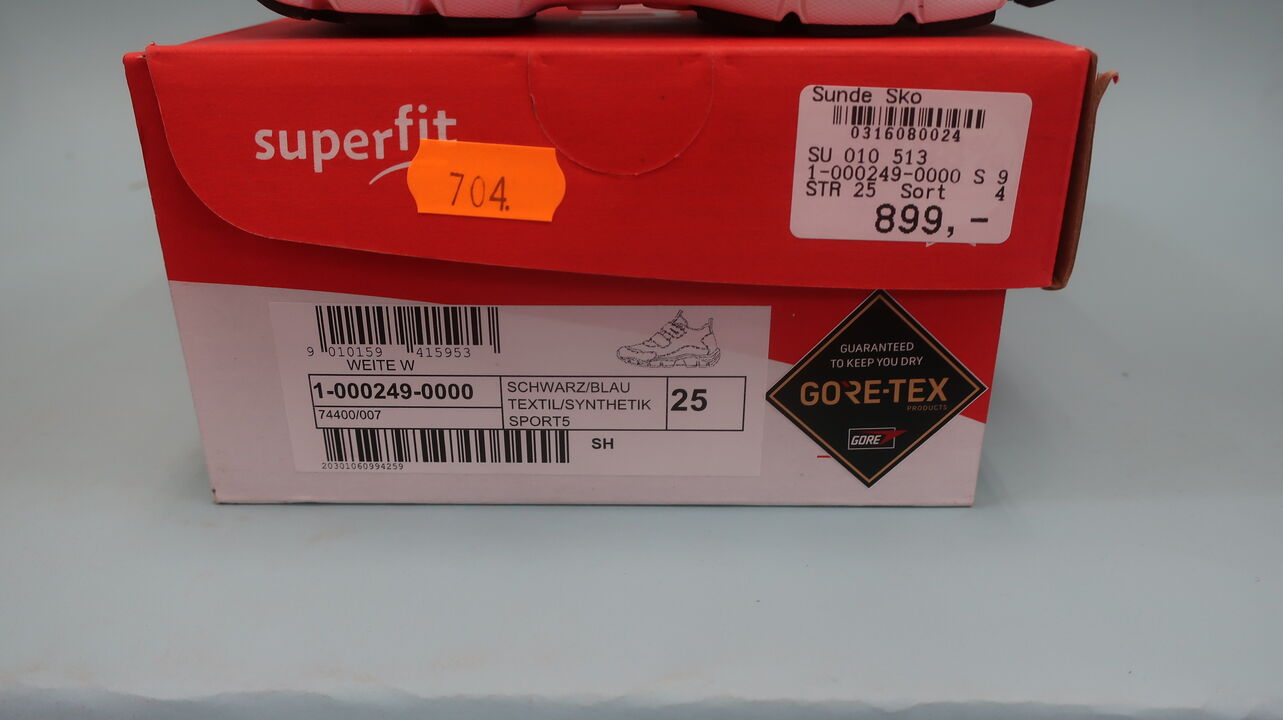 superfit
704.
Sunde Sko
0316080024
SU 010 513
1-000249-0000 S 9
STR 25 Sort 4
899,-
9 010159 415953
WEITE W
1-000249-0000
74400/007
SCHWARZ/BLAU
TEXTIL/SYNTHETIK
SPORT5
25
SH
20301060994259
GUARANTEED
TO KEEP YOU DRY
GORE-TEX
PRODUCTS
GORE